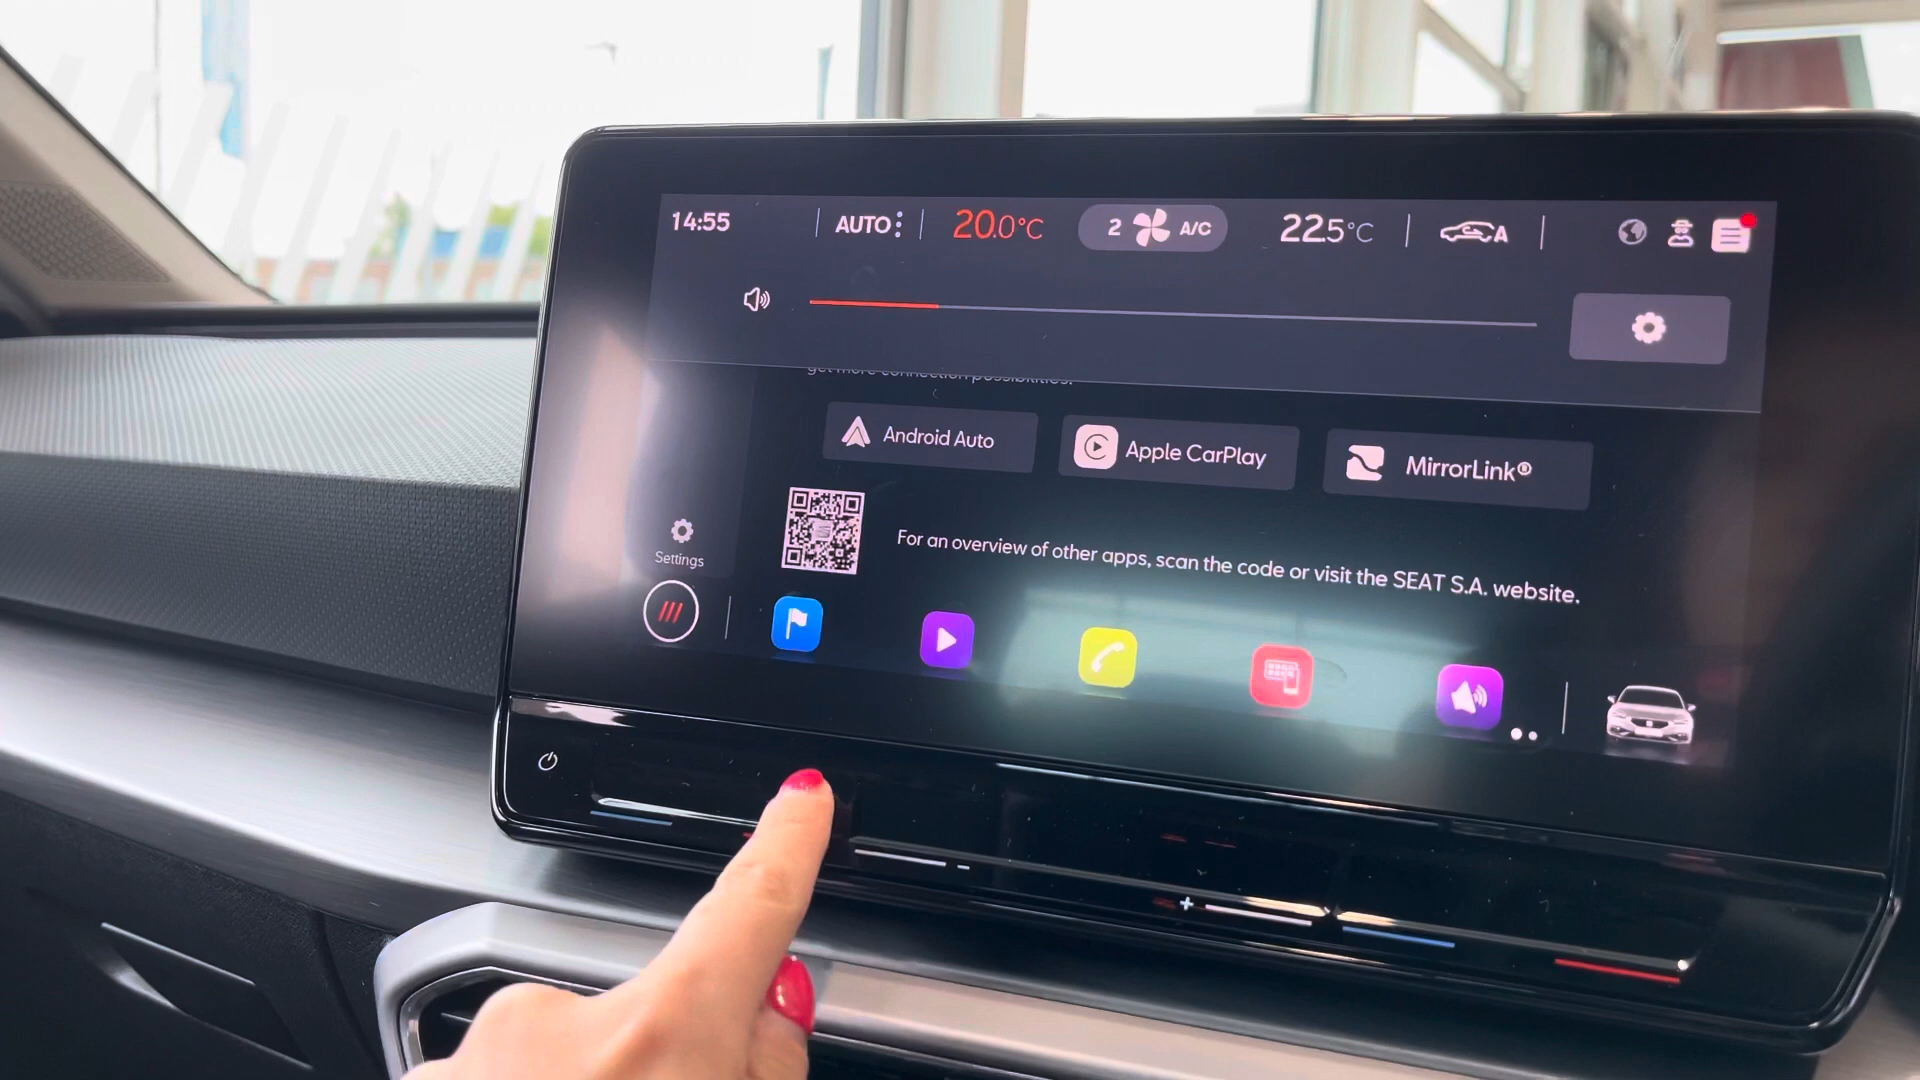 14:55
AUTO
20.0°C
2 A/C
22.5°C
A
get more connection possibilities.
Android Auto
Apple CarPlay
MirrorLink®
For an overview of other apps, scan the code or visit the SEAT S.A. website.
Settings